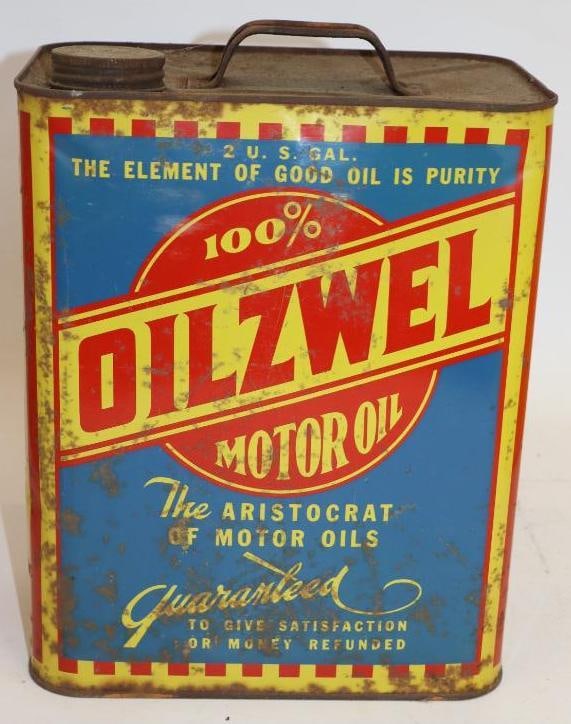 2 U. S. GAL.
THE ELEMENT OF GOOD OIL IS PURITY
100%
OILZWEL
MOTOR OIL
The ARISTOCRAT
OF MOTOR OILS
Guaranteed
TO GIVE SATISFACTION
OR MONEY REFUNDED